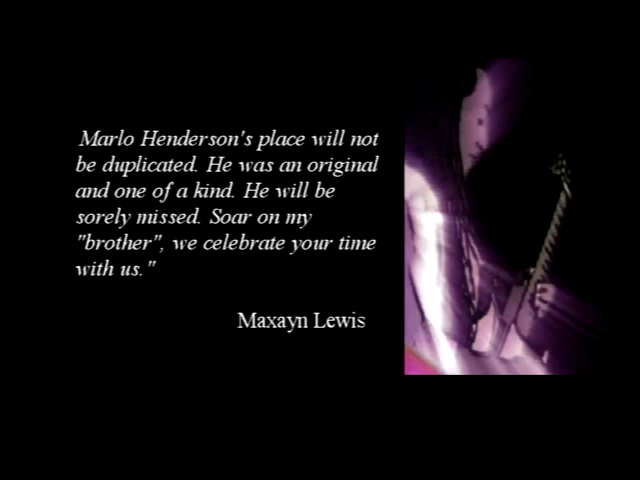 Marlo Henderson's place will not
be duplicated. He was an original
and one of a kind. He will be
sorely missed. Soar on my
"brother", we celebrate your time
with us."
Maxayn Lewis